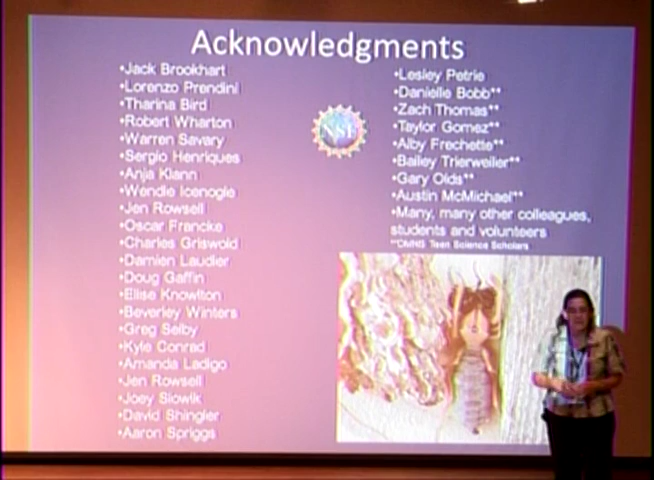 Acknowledgments
•Jack Brookhart
•Lorenzo Prendini
•Tharina Bird
•Robert Wharton
•Warren Savary
•Sergio Henriques
•Anja Klann
•Wendie Icenogle
•Jen Rowsell
•Oscar Francke
•Charles Griswold
•Damien Laudier
•Doug Gaffin
•Elise Knowlton
•Beverley Winters
•Greg Selby
•Kyle Conrad
•Amanda Ladigo
•Jen Rowsell
•Joey Slowik
•David Shingler
•Aaron Spriggs
NSF
•Lesley Petrie
•Danielle Bobb**
•Zach Thomas**
•Taylor Gomez**
•Alby Frechette**
•Bailey Trierweiler**
•Gary Olds**
•Austin McMichael**
•Many, many other colleagues,
students and volunteers
**DMNS Teen Science Scholars